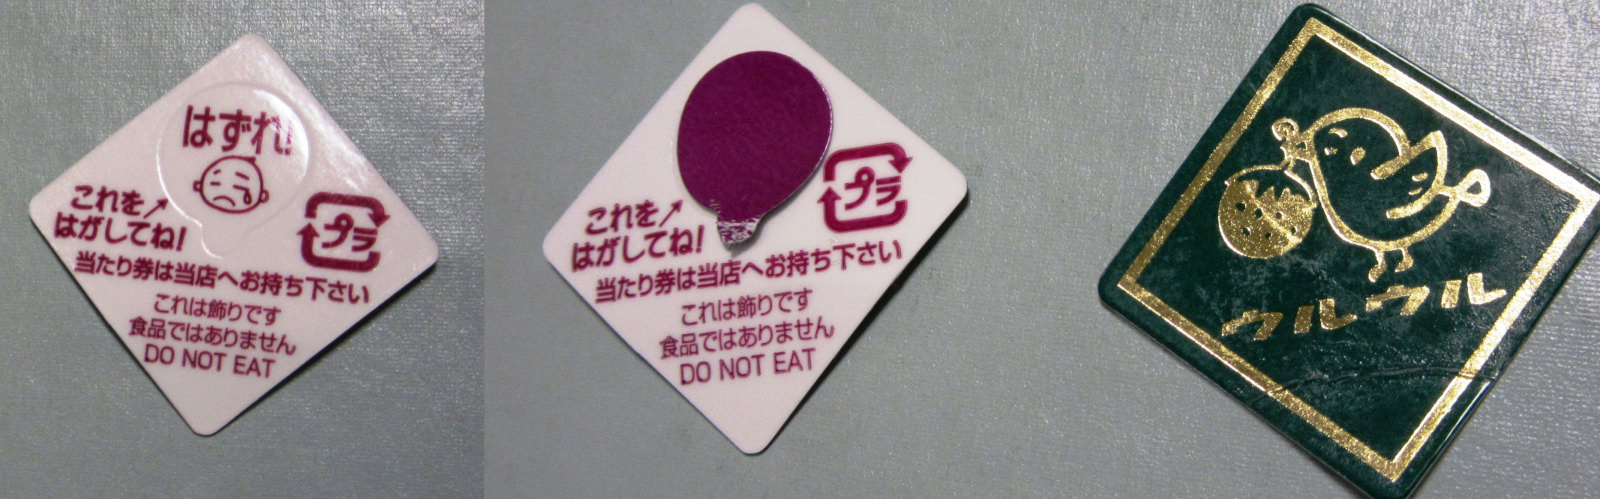 はずれ!
これを↗
はがしてね!
プラ
当たり券は当店へお持ち下さい
これは飾りです
食品ではありません
DO NOT EAT
これを↗
はがしてね!
プラ
当たり券は当店へお持ち下さい
これは飾りです
食品ではありません
DO NOT EAT
ウルウル